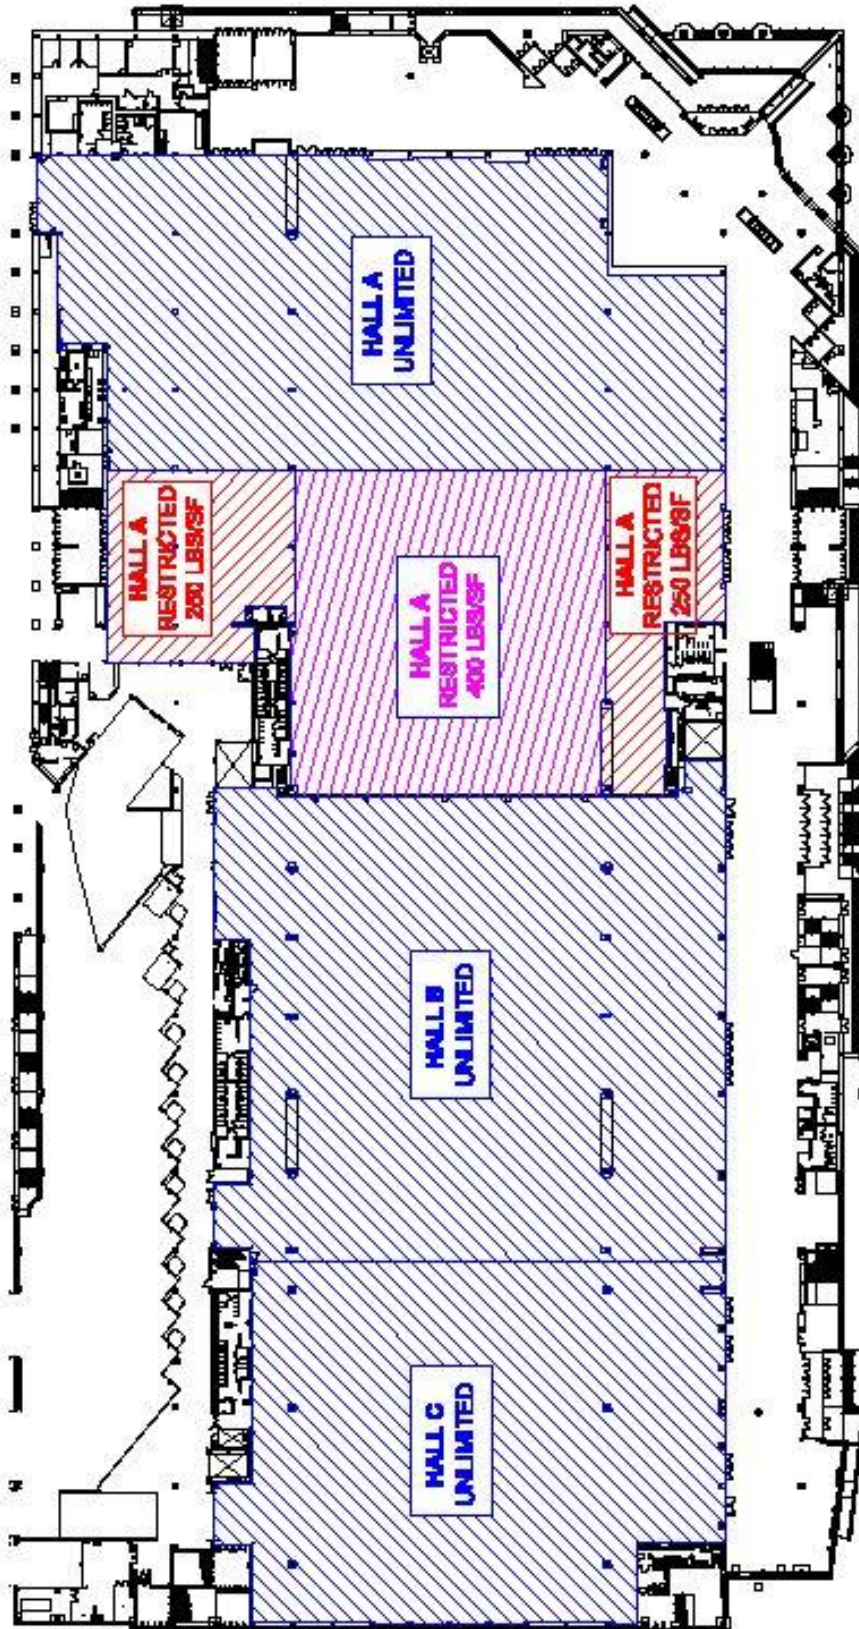 HALL A
UNLIMITED
HALL A
RESTRICTED
250 LBS/SF
HALL A
RESTRICTED
400 LBS/SF
HALL A
RESTRICTED
250 LBS/SF
HALL B
UNLIMITED
HALL C
UNLIMITED